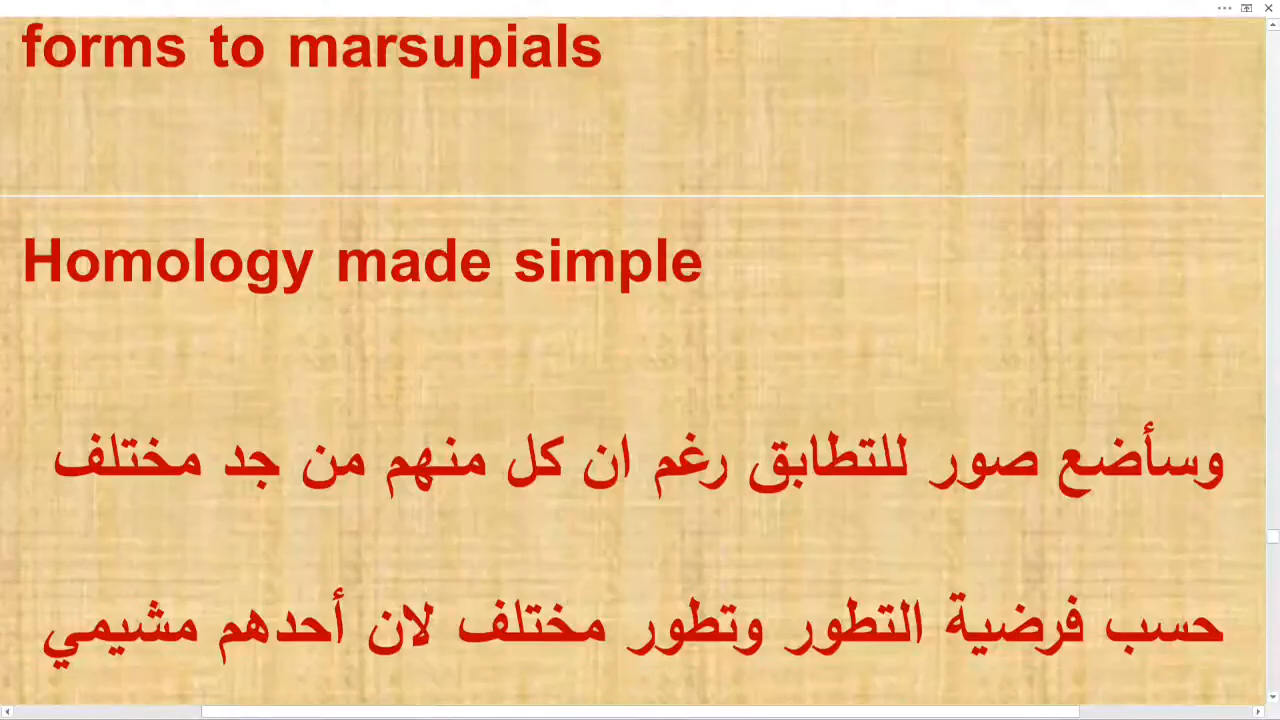 forms to marsupials
Homology made simple
وسأضع صور للتطابق رغم ان كل منهم من جد مختلف
حسب فرضية التطور وتطور مختلف لان أحدهم مشيمي